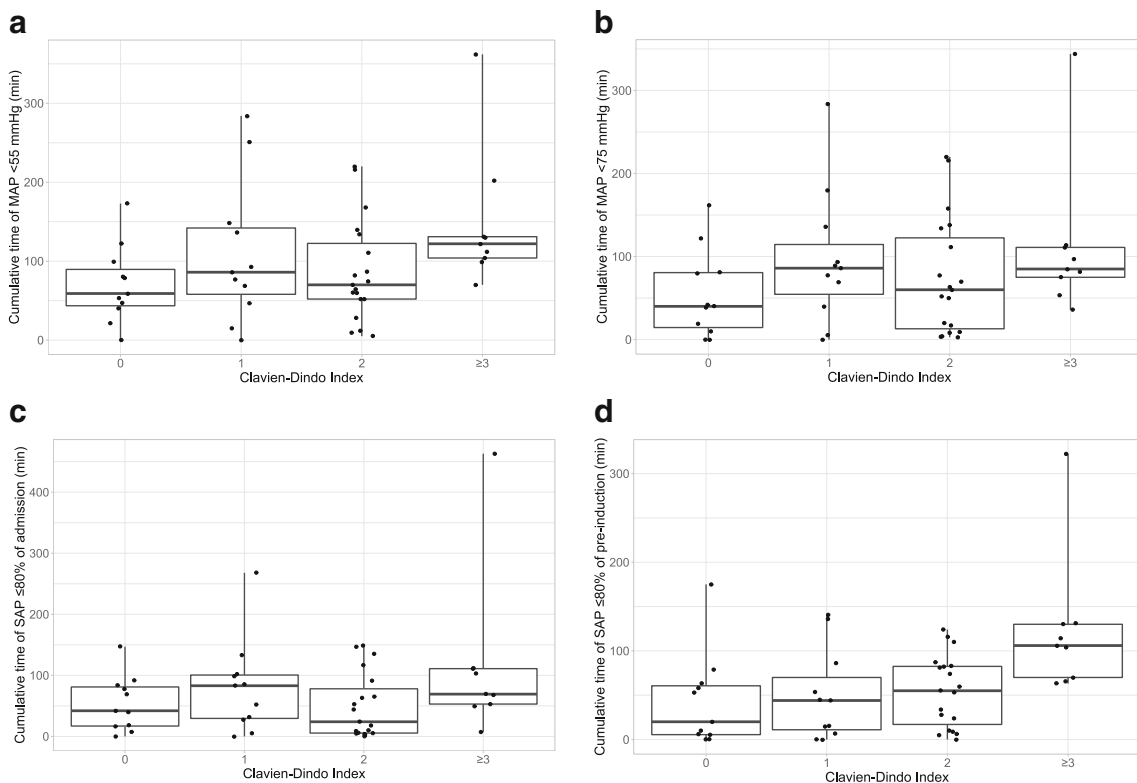 a
Cumulative time of MAP <55 mmHg (min)
300
200
100
0
0 1 2 ≥3
Clavien-Dindo Index
b
Cumulative time of MAP <75 mmHg (min)
300
200
100
0
0 1 2 ≥3
Clavien-Dindo Index
c
Cumulative time of SAP ≤80% of admission (min)
400
300
200
100
0
0 1 2 ≥3
Clavien-Dindo Index
d
Cumulative time of SAP ≤80% of pre-induction (min)
300
200
100
0
0 1 2 ≥3
Clavien-Dindo Index